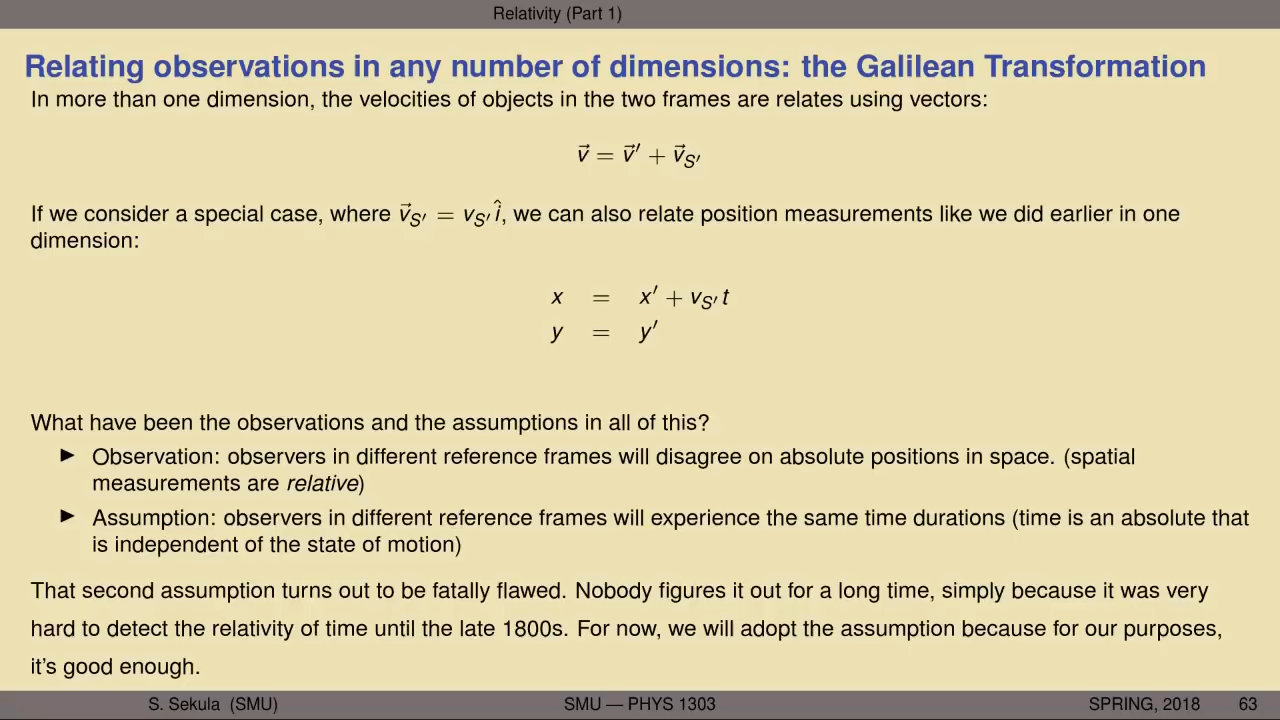 Relativity (Part 1)
Relating observations in any number of dimensions: the Galilean Transformation
In more than one dimension, the velocities of objects in the two frames are relates using vectors:
v⃗ = v⃗′ + v⃗_S′
If we consider a special case, where v⃗_S′ = v_S′ î, we can also relate position measurements like we did earlier in one
dimension:
x = x′ + v_S′ t
y = y′
What have been the observations and the assumptions in all of this?
► Observation: observers in different reference frames will disagree on absolute positions in space. (spatial
measurements are relative)
► Assumption: observers in different reference frames will experience the same time durations (time is an absolute that
is independent of the state of motion)
That second assumption turns out to be fatally flawed. Nobody figures it out for a long time, simply because it was very
hard to detect the relativity of time until the late 1800s. For now, we will adopt the assumption because for our purposes,
it's good enough.
S. Sekula (SMU) SMU — PHYS 1303 SPRING, 2018 63